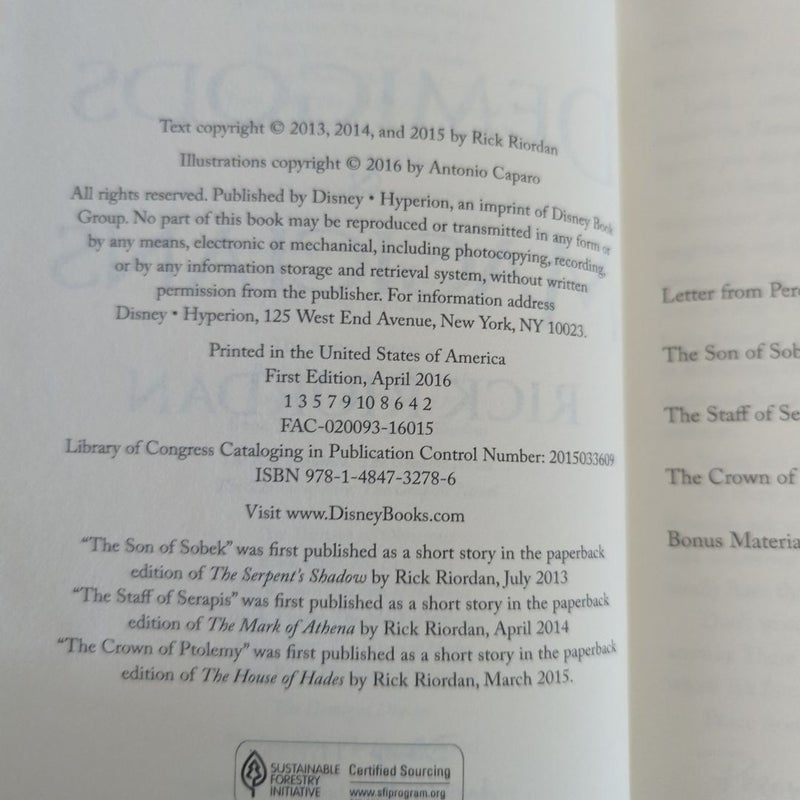 Text copyright © 2013, 2014, and 2015 by Rick Riordan
Illustrations copyright © 2016 by Antonio Caparo
All rights reserved. Published by Disney • Hyperion, an imprint of Disney Book
Group. No part of this book may be reproduced or transmitted in any form or
by any means, electronic or mechanical, including photocopying, recording,
or by any information storage and retrieval system, without written
permission from the publisher. For information address
Disney • Hyperion, 125 West End Avenue, New York, NY 10023.
Printed in the United States of America
First Edition, April 2016
1 3 5 7 9 10 8 6 4 2
FAC-020093-16015
Library of Congress Cataloging in Publication Control Number: 2015033609
ISBN 978-1-4847-3278-6
Visit www.DisneyBooks.com
“The Son of Sobek” was first published as a short story in the paperback
edition of The Serpent’s Shadow by Rick Riordan, July 2013
“The Staff of Serapis” was first published as a short story in the paperback
edition of The Mark of Athena by Rick Riordan, April 2014
“The Crown of Ptolemy” was first published as a short story in the paperback
edition of The House of Hades by Rick Riordan, March 2015.
SUSTAINABLE
FORESTRY
INITIATIVE
Certified Sourcing
www.sfiprogram.org
Letter from Perc
The Son of Sob
The Staff of Se
The Crown of
Bonus Materia